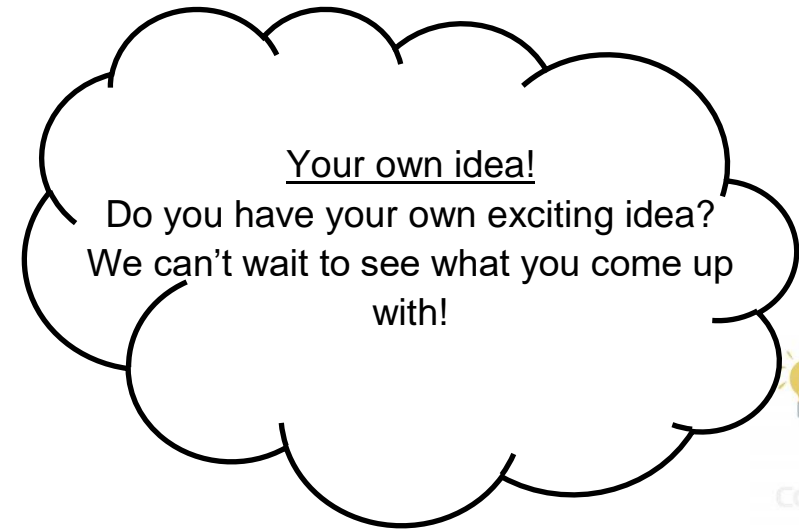 Your own idea!
Do you have your own exciting idea?
We can’t wait to see what you come up
with!